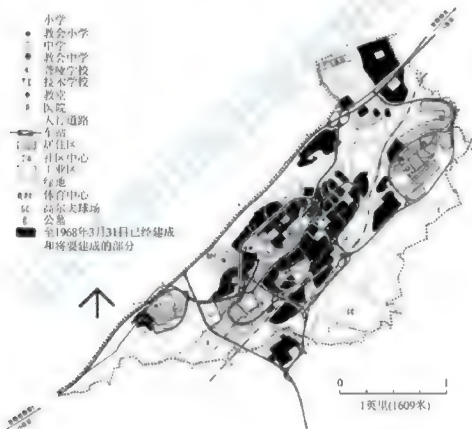 小学
教会小学
中学
教会中学
聋哑学校
技术学校
教堂
医院
人行道路
车站
居住区
社区中心
工业区
绿地
体育中心
高尔夫球场
公墓
至1968年3月31日已经建成
和将要建成的部分
0 1
1英里(1609米)